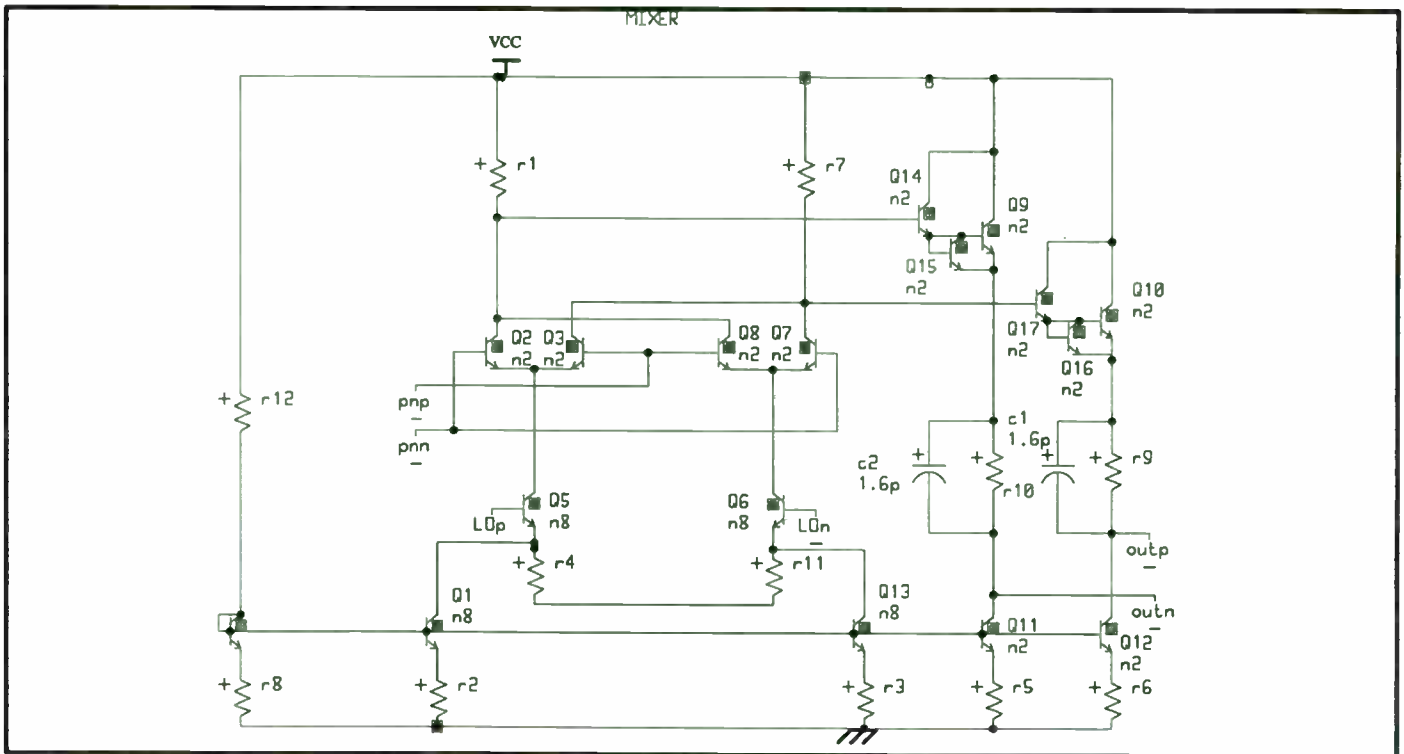 MIXER
VCC
+ r1
+ r7
Q14
n2
Q9
n2
Q15
n2
Q10
n2
Q17
n2
Q16
n2
Q2
n2
Q3
n2
Q8
n2
Q7
n2
+ r12
pnp
pnn
c1
1.6p
c2
1.6p
+
+
r10
+
+ r9
Q5
n8
Q6
n8
LOp
LOn
outp
outn
+ r4
+ r11
Q1
n8
Q13
n8
Q11
n2
Q12
n2
+ r8
+ r2
+ r3
+ r5
+ r6